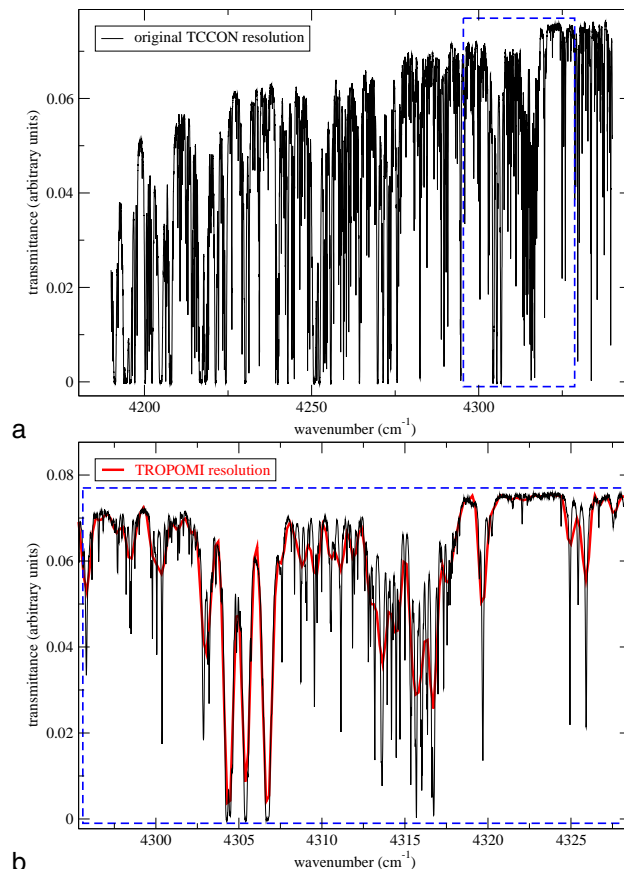 original TCCON resolution
transmittance (arbitrary units)
0.06
0.04
0.02
0
4200
4250
4300
wavenumber (cm⁻¹)
a
TROPOMI resolution
transmittance (arbitrary units)
0.08
0.06
0.04
0.02
0
4300
4305
4310
4315
4320
4325
wavenumber (cm⁻¹)
b